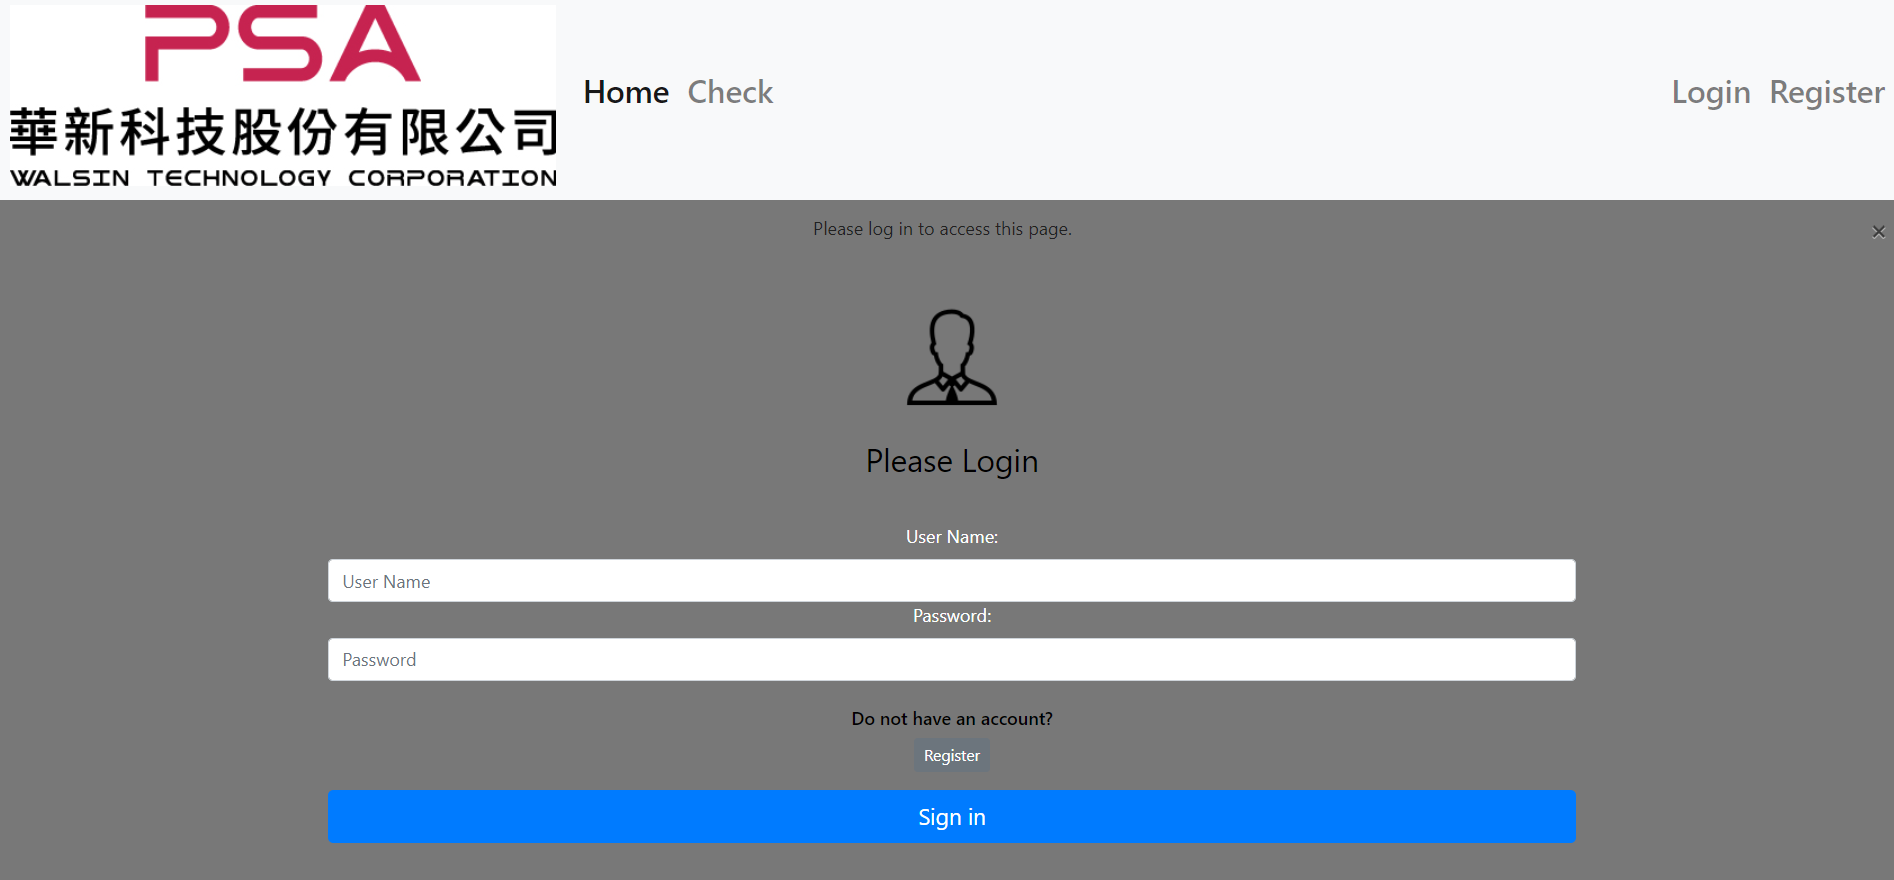 PSA
華新科技股份有限公司
WALSIN TECHNOLOGY CORPORATION
Home Check Login Register
Please log in to access this page.
×
Please Login
User Name:
User Name
Password:
Password
Do not have an account?
Register
Sign in